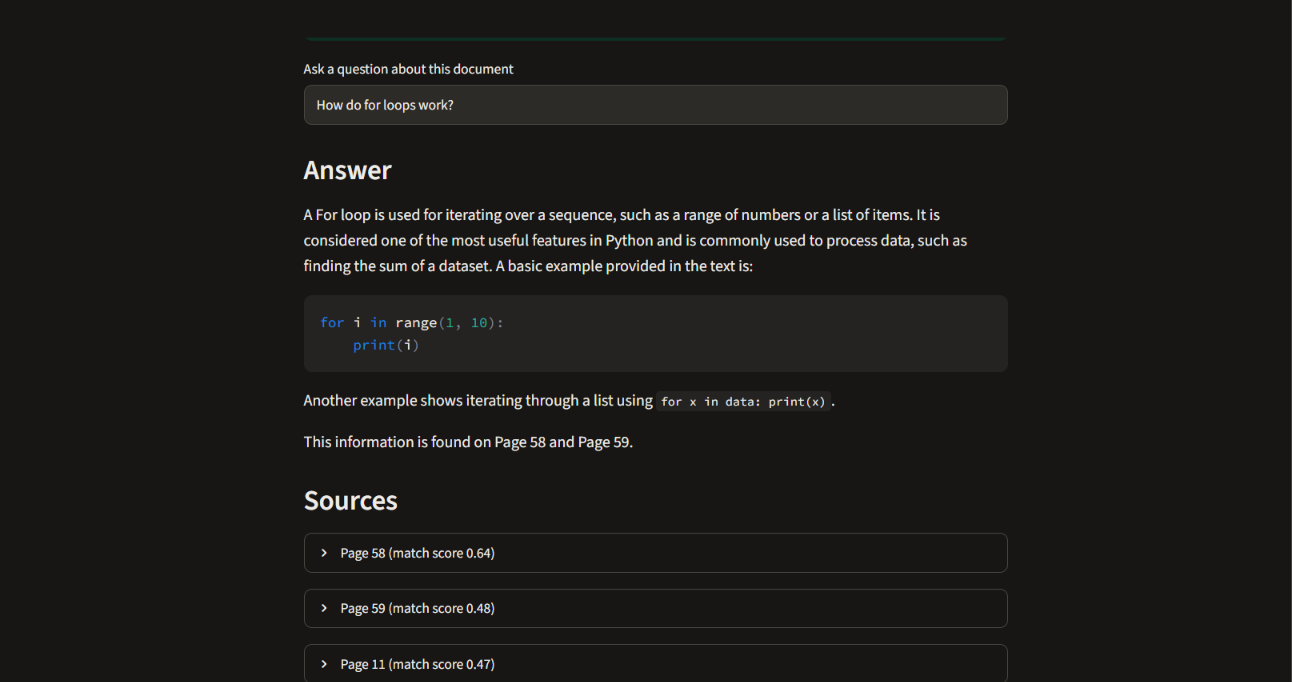 Ask a question about this document
How do for loops work?
Answer
A For loop is used for iterating over a sequence, such as a range of numbers or a list of items. It is
considered one of the most useful features in Python and is commonly used to process data, such as
finding the sum of a dataset. A basic example provided in the text is:
for i in range(1, 10):
    print(i)
Another example shows iterating through a list using for x in data: print(x) .
This information is found on Page 58 and Page 59.
Sources
Page 58 (match score 0.64)
Page 59 (match score 0.48)
Page 11 (match score 0.47)